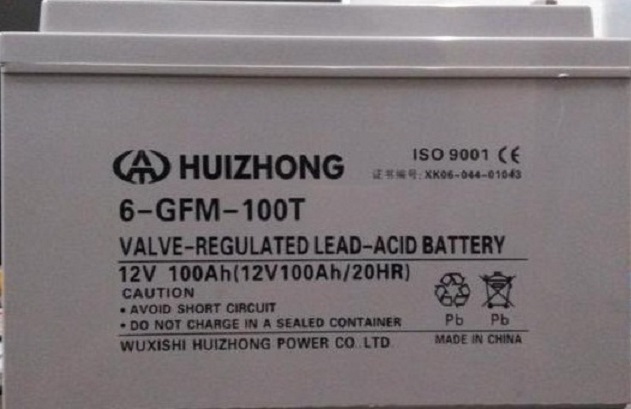 HUIZHONG
ISO 9001 CE
证书编号: XK06-044-01043
6-GFM-100T
VALVE-REGULATED LEAD-ACID BATTERY
12V 100Ah(12V100Ah/20HR)
CAUTION
• AVOID SHORT CIRCUIT
• DO NOT CHARGE IN A SEALED CONTAINER
Pb Pb
WUXISHI HUIZHONG POWER CO.,LTD.
MADE IN CHINA